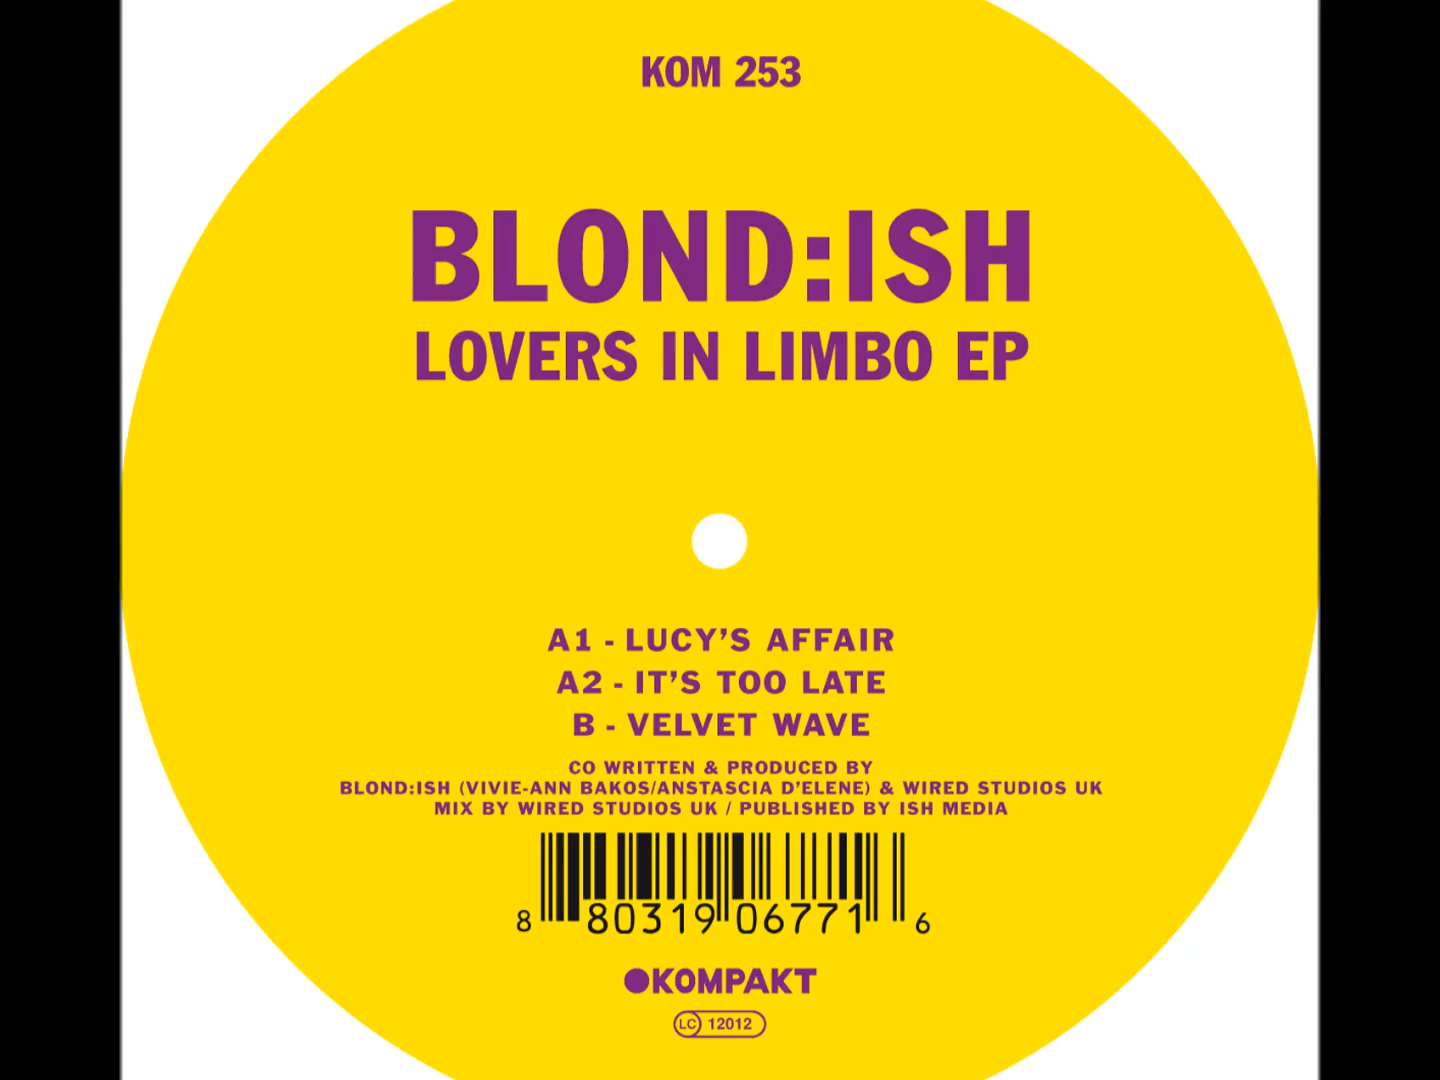 KOM 253
BLOND:ISH
LOVERS IN LIMBO EP
A1 - LUCY’S AFFAIR
A2 - IT’S TOO LATE
B - VELVET WAVE
CO WRITTEN & PRODUCED BY
BLOND:ISH (VIVIE-ANN BAKOS/ANSTASCIA D’ELENE) & WIRED STUDIOS UK
MIX BY WIRED STUDIOS UK / PUBLISHED BY ISH MEDIA
8 80319 06771 6
KOMPAKT
LC 12012